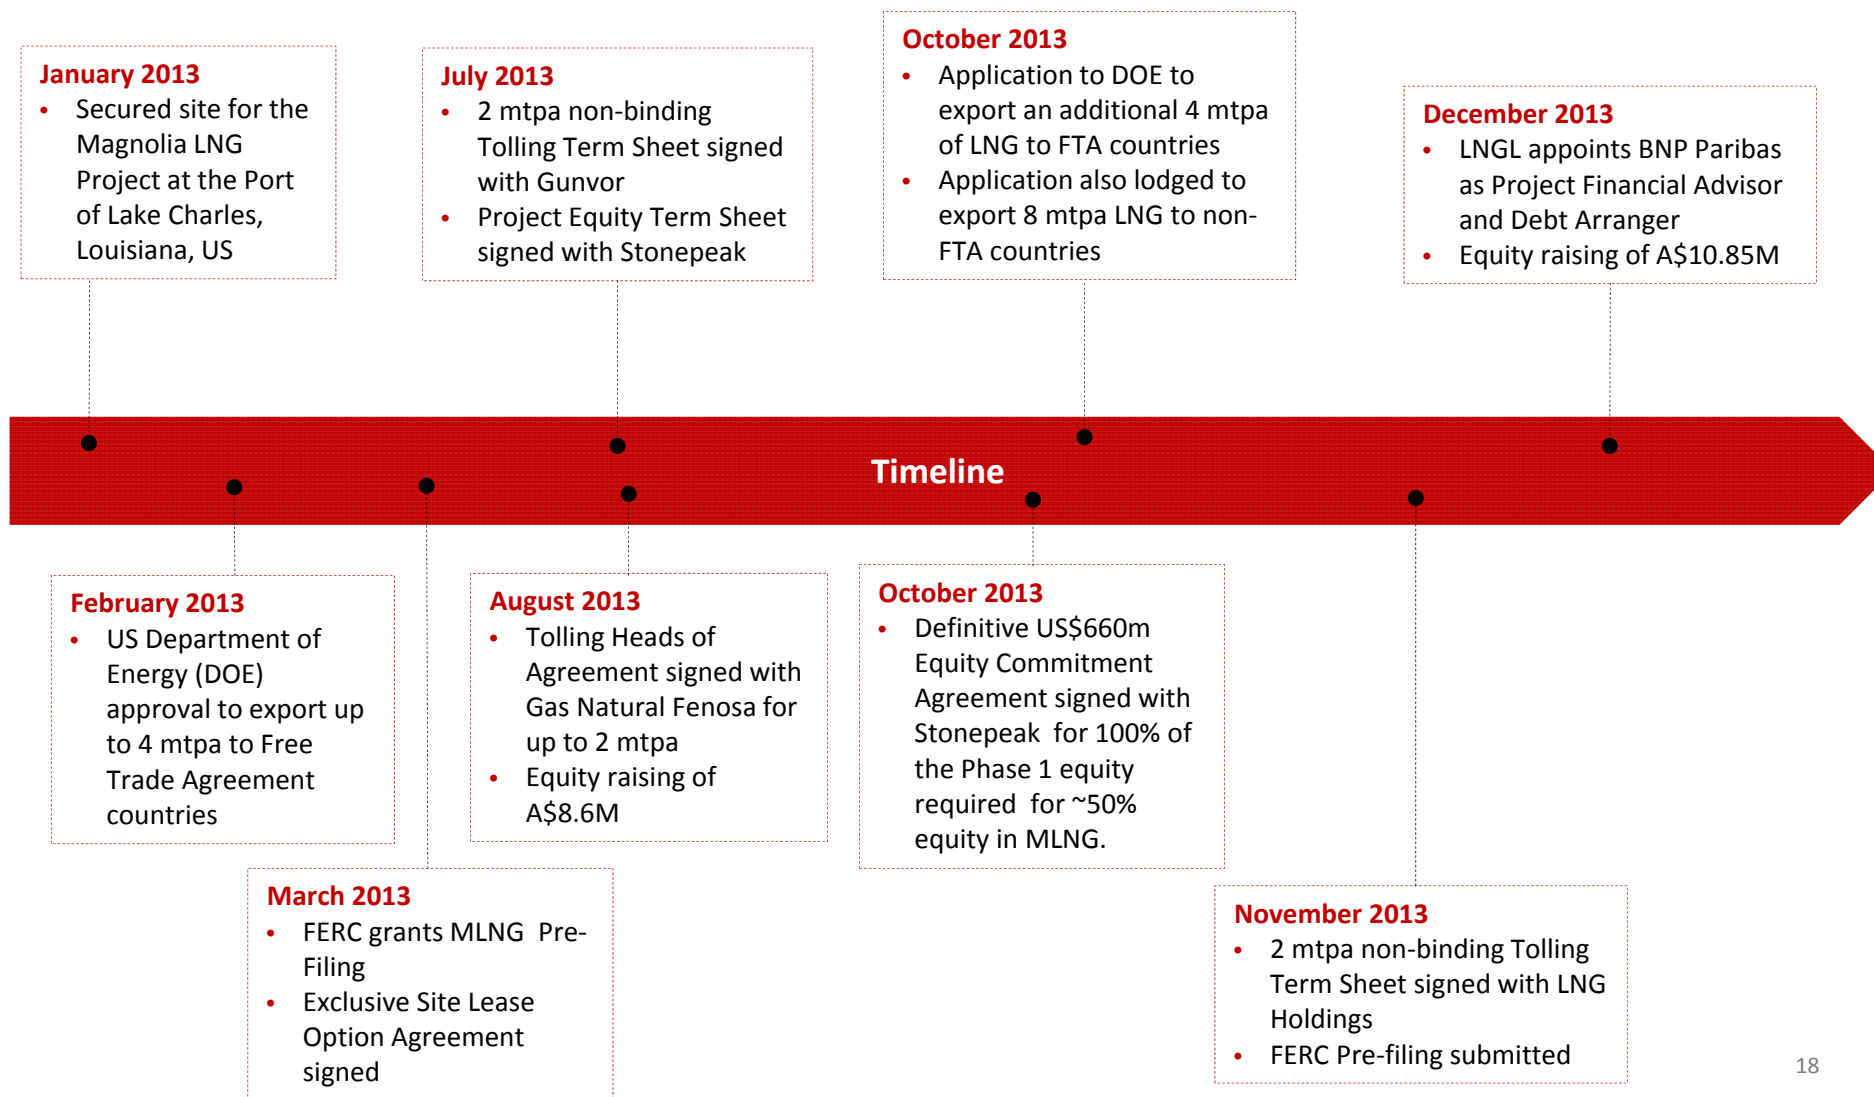 January 2013
• Secured site for the
Magnolia LNG
Project at the Port
of Lake Charles,
Louisiana, US
July 2013
• 2 mtpa non-binding
Tolling Term Sheet signed
with Gunvor
• Project Equity Term Sheet
signed with Stonepeak
October 2013
• Application to DOE to
export an additional 4 mtpa
of LNG to FTA countries
• Application also lodged to
export 8 mtpa LNG to non-
FTA countries
December 2013
• LNGL appoints BNP Paribas
as Project Financial Advisor
and Debt Arranger
• Equity raising of A$10.85M
Timeline
February 2013
• US Department of
Energy (DOE)
approval to export up
to 4 mtpa to Free
Trade Agreement
countries
March 2013
• FERC grants MLNG Pre-
Filing
• Exclusive Site Lease
Option Agreement
signed
August 2013
• Tolling Heads of
Agreement signed with
Gas Natural Fenosa for
up to 2 mtpa
• Equity raising of
A$8.6M
October 2013
• Definitive US$660m
Equity Commitment
Agreement signed with
Stonepeak for 100% of
the Phase 1 equity
required for ~50%
equity in MLNG.
November 2013
• 2 mtpa non-binding Tolling
Term Sheet signed with LNG
Holdings
• FERC Pre-filing submitted
18